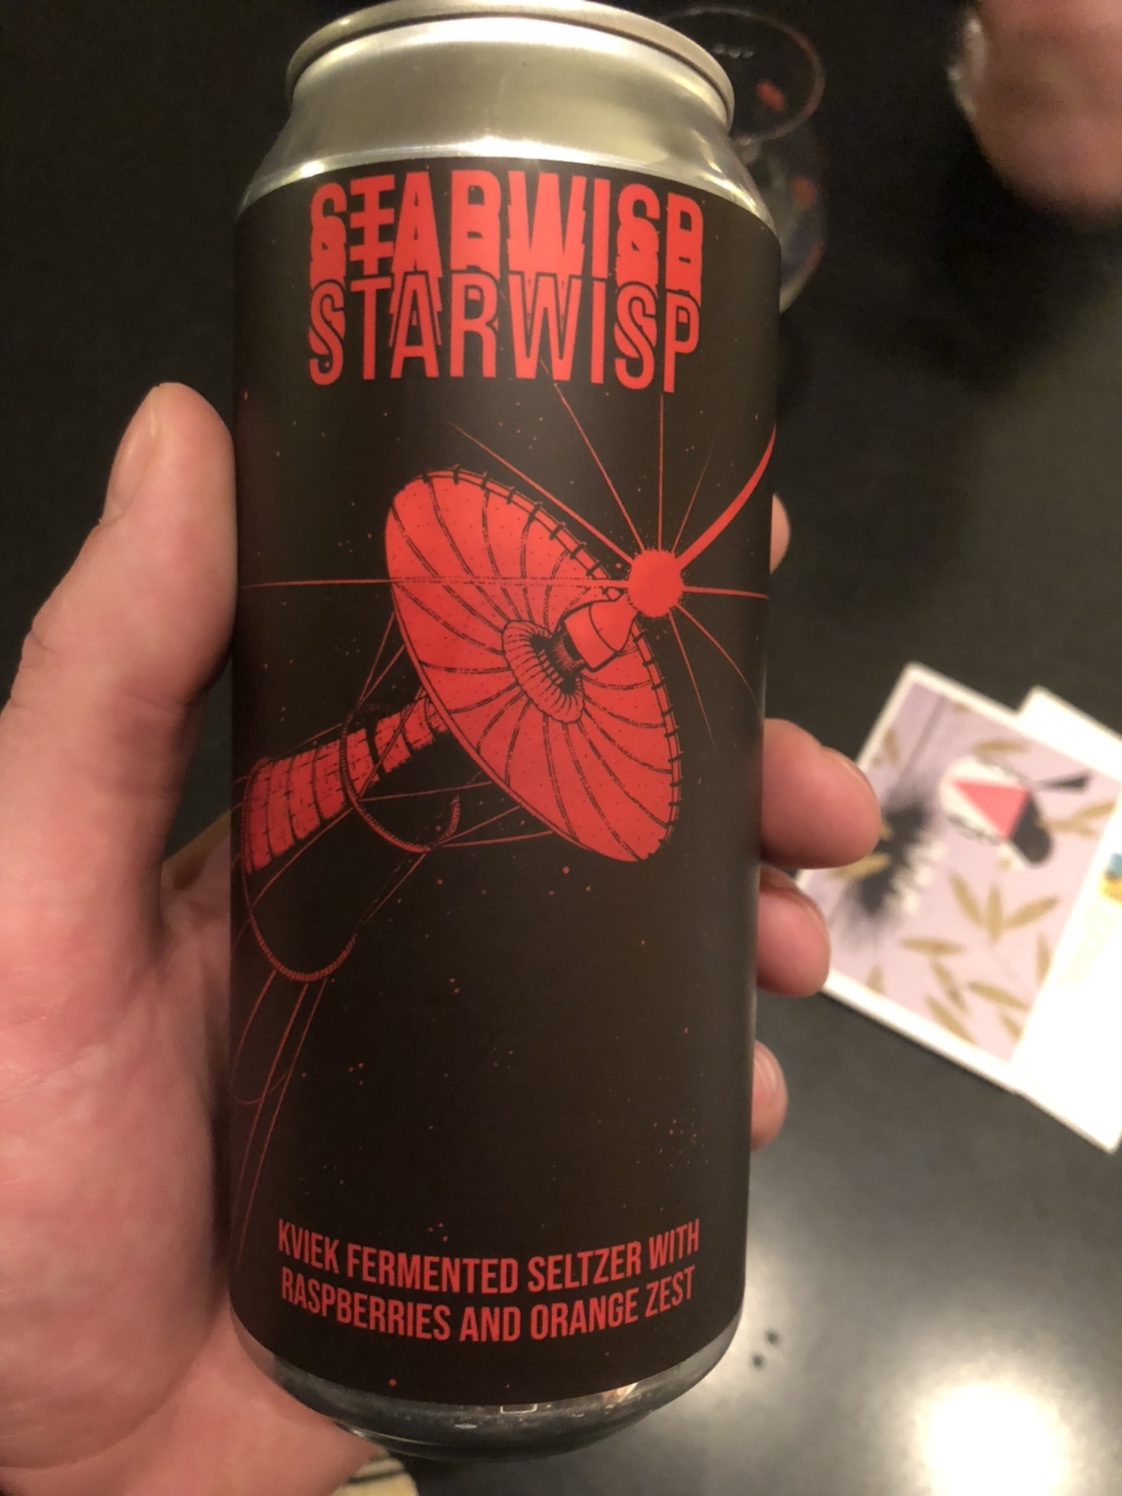 STARWISP
KVIEK FERMENTED SELTZER WITH
RASPBERRIES AND ORANGE ZEST